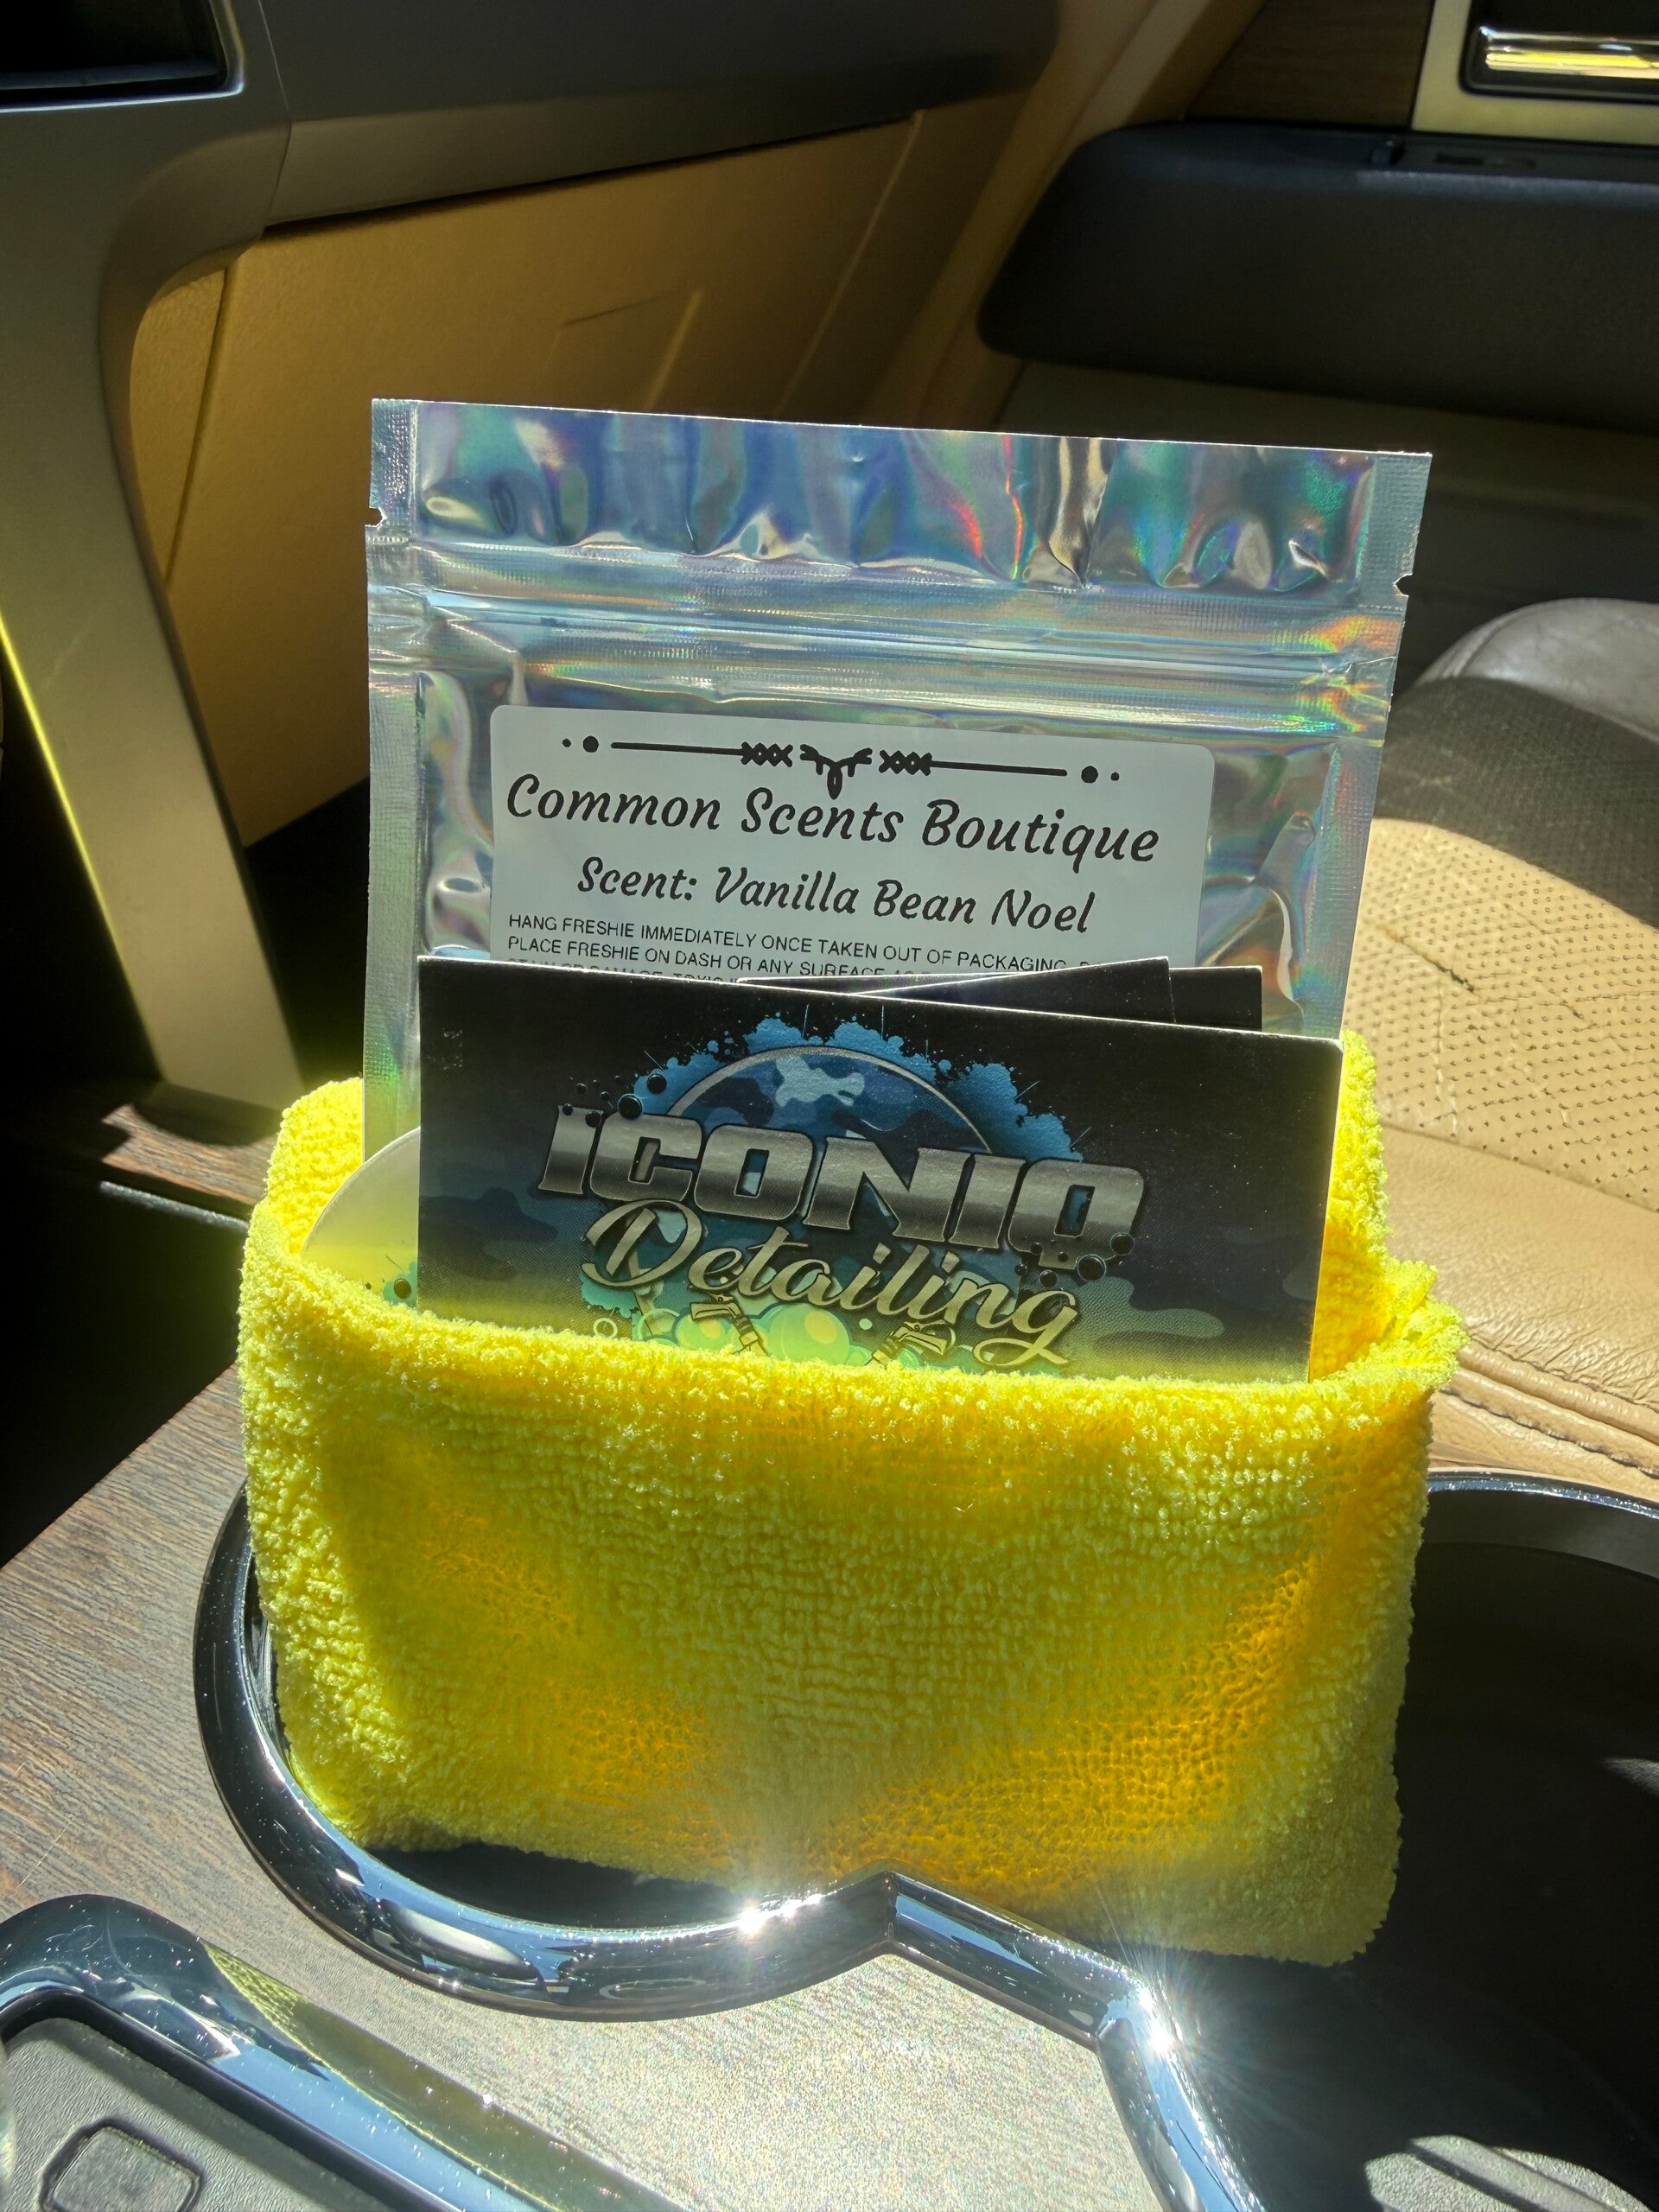 Common Scents Boutique
Scent: Vanilla Bean Noel
HANG FRESHIE IMMEDIATELY ONCE TAKEN OUT OF PACKAGING.
PLACE FRESHIE ON DASH OR ANY SURFACE
ICONIQ
Detailing